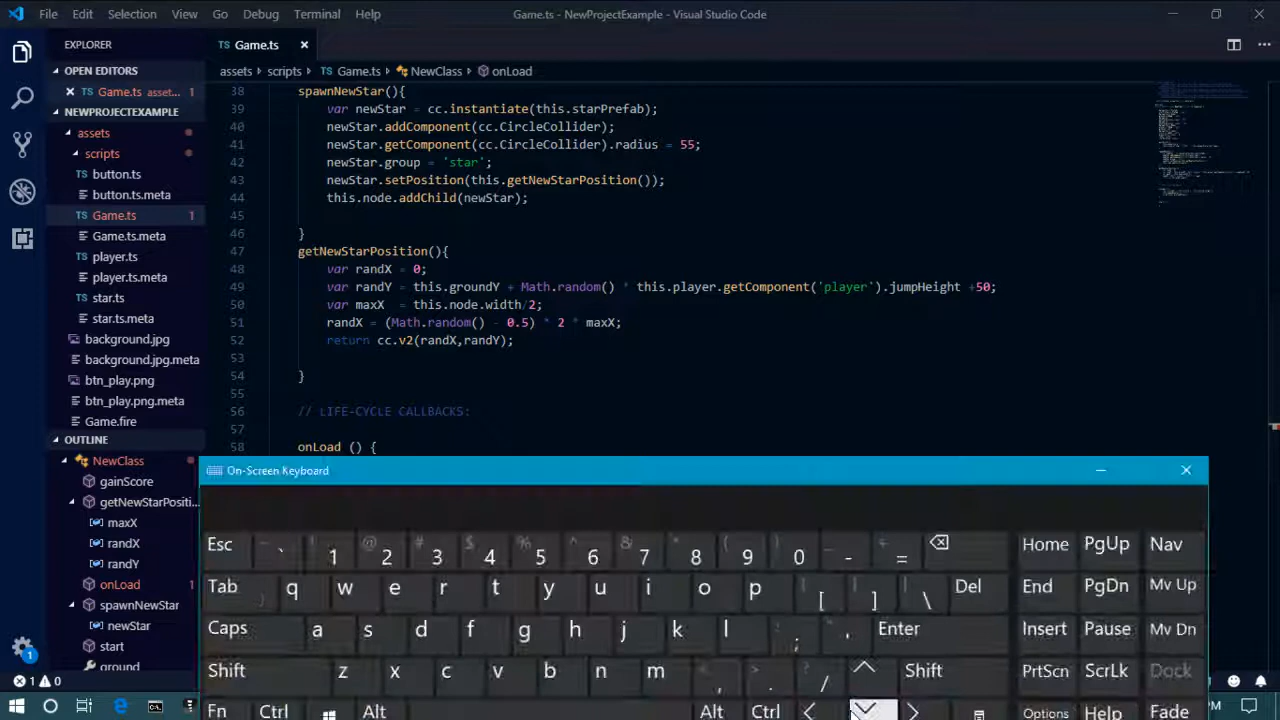 File Edit Selection View Go Debug Terminal Help Game.ts - NewProjectExample - Visual Studio Code
EXPLORER
TS Game.ts ×
OPEN EDITORS
× TS Game.ts asset... 1
NEWPROJECTEXAMPLE
assets
scripts
TS button.ts
button.ts.meta
TS Game.ts 1
Game.ts.meta
TS player.ts
player.ts.meta
TS star.ts
star.ts.meta
background.jpg
background.jpg.meta
btn_play.png
btn_play.png.meta
Game.fire
OUTLINE
NewClass
gainScore
getNewStarPositi...
maxX
randX
randY
onLoad 1
spawnNewStar
newStar
start
ground
assets › scripts › TS Game.ts › NewClass › onLoad
38 spawnNewStar(){
39 var newStar = cc.instantiate(this.starPrefab);
40 newStar.addComponent(cc.CircleCollider);
41 newStar.getComponent(cc.CircleCollider).radius = 55;
42 newStar.group = 'star';
43 newStar.setPosition(this.getNewStarPosition());
44 this.node.addChild(newStar);
45
46 }
47 getNewStarPosition(){
48 var randX = 0;
49 var randY = this.groundY + Math.random() * this.player.getComponent('player').jumpHeight +50;
50 var maxX = this.node.width/2;
51 randX = (Math.random() - 0.5) * 2 * maxX;
52 return cc.v2(randX,randY);
53
54 }
55
56 // LIFE-CYCLE CALLBACKS:
57
58 onLoad () {
On-Screen Keyboard
Esc ~ ` ! 1 @ 2 # 3 $ 4 % 5 ^ 6 & 7 * 8 ( 9 ) 0 _ - + = Home PgUp Nav
Tab q w e r t y u i o p [ ] | \ Del End PgDn Mv Up
Caps a s d f g h j k l : ; ' Enter Insert Pause Mv Dn
Shift z x c v b n m < , > . ? / Shift PrtScn ScrLk Dock
Fn Ctrl Alt Alt Ctrl Options Help Fade
1 0
1
PM